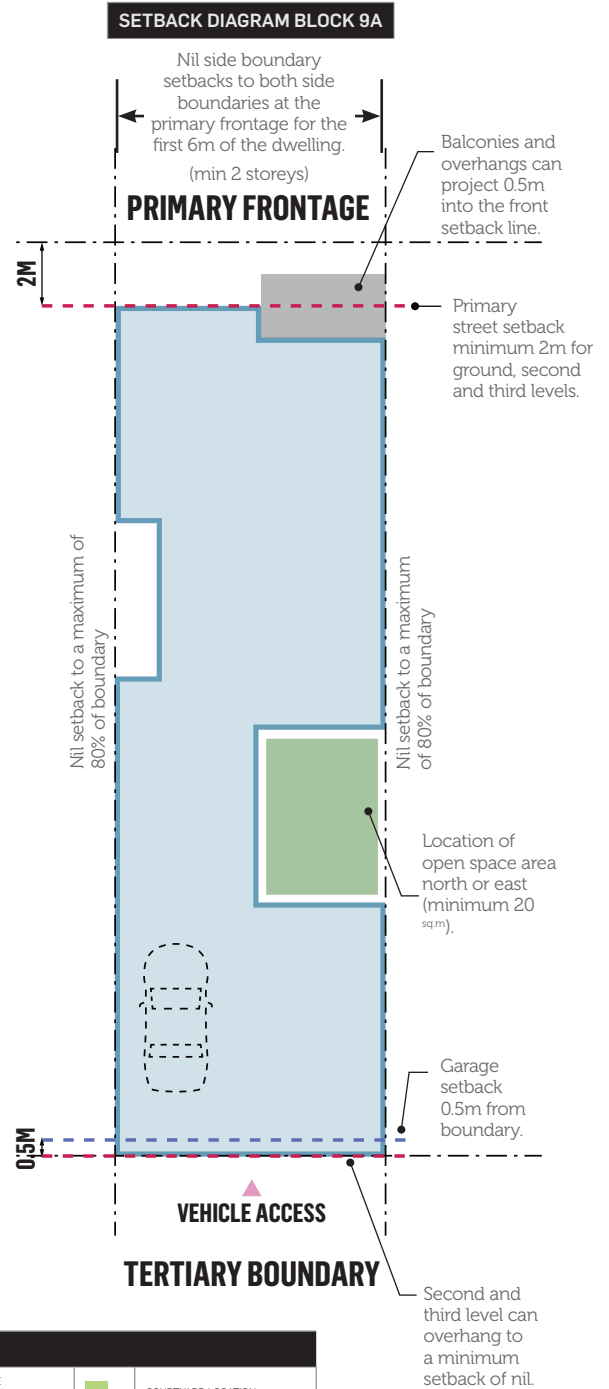 SETBACK DIAGRAM BLOCK 9A
Nil side boundary
setbacks to both side
boundaries at the
primary frontage for the
first 6m of the dwelling.
(min 2 storeys)
PRIMARY FRONTAGE
Balconies and
overhangs can
project 0.5m
into the front
setback line.
2M
Primary
street setback
minimum 2m for
ground, second
and third levels.
Nil setback to a maximum of
80% of boundary
Nil setback to a maximum
of 80% of boundary
Location of
open space area
north or east
(minimum 20
sq.m).
Garage
setback
0.5m from
boundary.
0.5M
VEHICLE ACCESS
TERTIARY BOUNDARY
Second and
third level can
overhang to
a minimum
setback of nil.